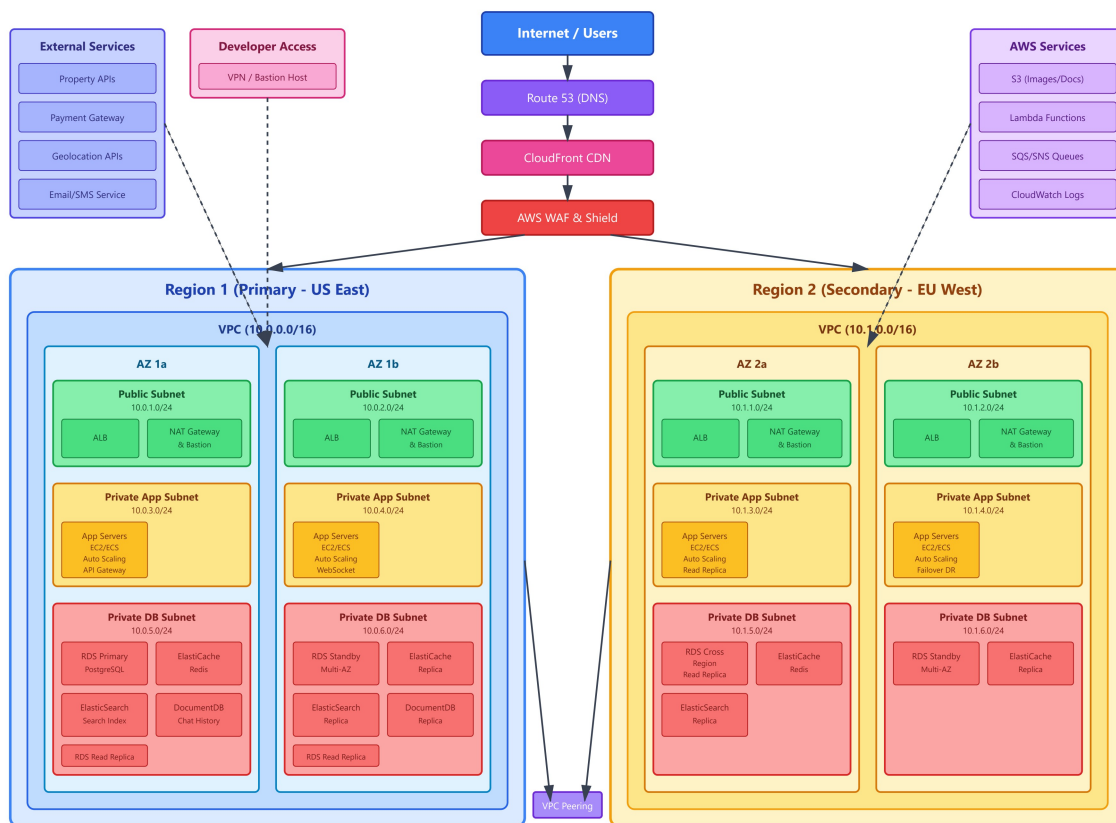 Internet / Users
Route 53 (DNS)
CloudFront CDN
AWS WAF & Shield
External Services
Property APIs
Payment Gateway
Geolocation APIs
Email/SMS Service
Developer Access
VPN / Bastion Host
AWS Services
S3 (Images/Docs)
Lambda Functions
SQS/SNS Queues
CloudWatch Logs
Region 1 (Primary - US East)
VPC (10.0.0.0/16)
AZ 1a
Public Subnet
10.0.1.0/24
ALB
NAT Gateway
& Bastion
Private App Subnet
10.0.3.0/24
App Servers
EC2/ECS
Auto Scaling
API Gateway
Private DB Subnet
10.0.5.0/24
RDS Primary
PostgreSQL
ElastiCache
Redis
ElasticSearch
Search Index
DocumentDB
Chat History
RDS Read Replica
AZ 1b
Public Subnet
10.0.2.0/24
ALB
NAT Gateway
& Bastion
Private App Subnet
10.0.4.0/24
App Servers
EC2/ECS
Auto Scaling
WebSocket
Private DB Subnet
10.0.6.0/24
RDS Standby
Multi-AZ
ElastiCache
Replica
ElasticSearch
Replica
DocumentDB
Replica
RDS Read Replica
Region 2 (Secondary - EU West)
VPC (10.1.0.0/16)
AZ 2a
Public Subnet
10.1.1.0/24
ALB
NAT Gateway
& Bastion
Private App Subnet
10.1.3.0/24
App Servers
EC2/ECS
Auto Scaling
Read Replica
Private DB Subnet
10.1.5.0/24
RDS Cross
Region
Read Replica
ElastiCache
Redis
ElasticSearch
Replica
AZ 2b
Public Subnet
10.1.2.0/24
ALB
NAT Gateway
& Bastion
Private App Subnet
10.1.4.0/24
App Servers
EC2/ECS
Auto Scaling
Failover DR
Private DB Subnet
10.1.6.0/24
RDS Standby
Multi-AZ
ElastiCache
Replica
VPC Peering